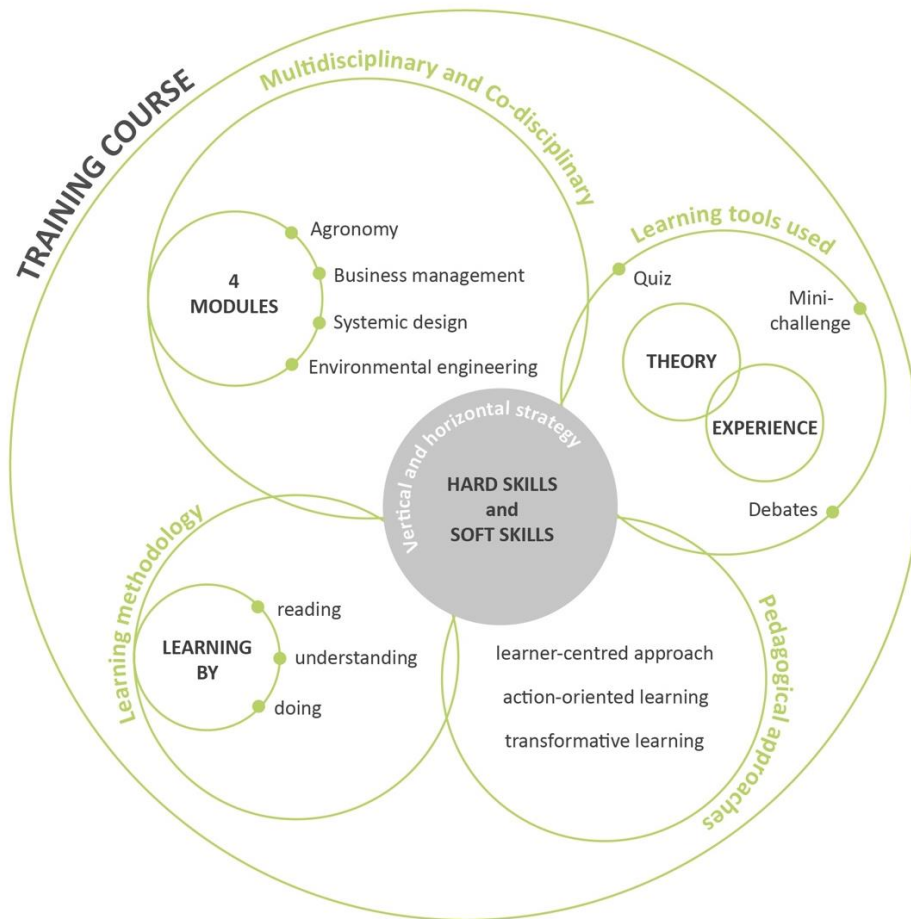 TRAINING COURSE
Multidisciplinary and Co-disciplinary
4
MODULES
Agronomy
Business management
Systemic design
Environmental engineering
Learning tools used
Quiz
Mini-
challenge
THEORY
EXPERIENCE
Debates
Vertical and horizontal strategy
HARD SKILLS
and
SOFT SKILLS
Learning methodology
LEARNING
BY
reading
understanding
doing
Pedagogical approaches
learner-centred approach
action-oriented learning
transformative learning